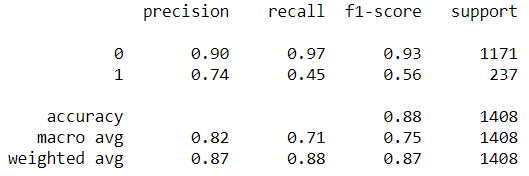 precision recall f1-score support
0 0.90 0.97 0.93 1171
1 0.74 0.45 0.56 237
accuracy 0.88 1408
macro avg 0.82 0.71 0.75 1408
weighted avg 0.87 0.88 0.87 1408